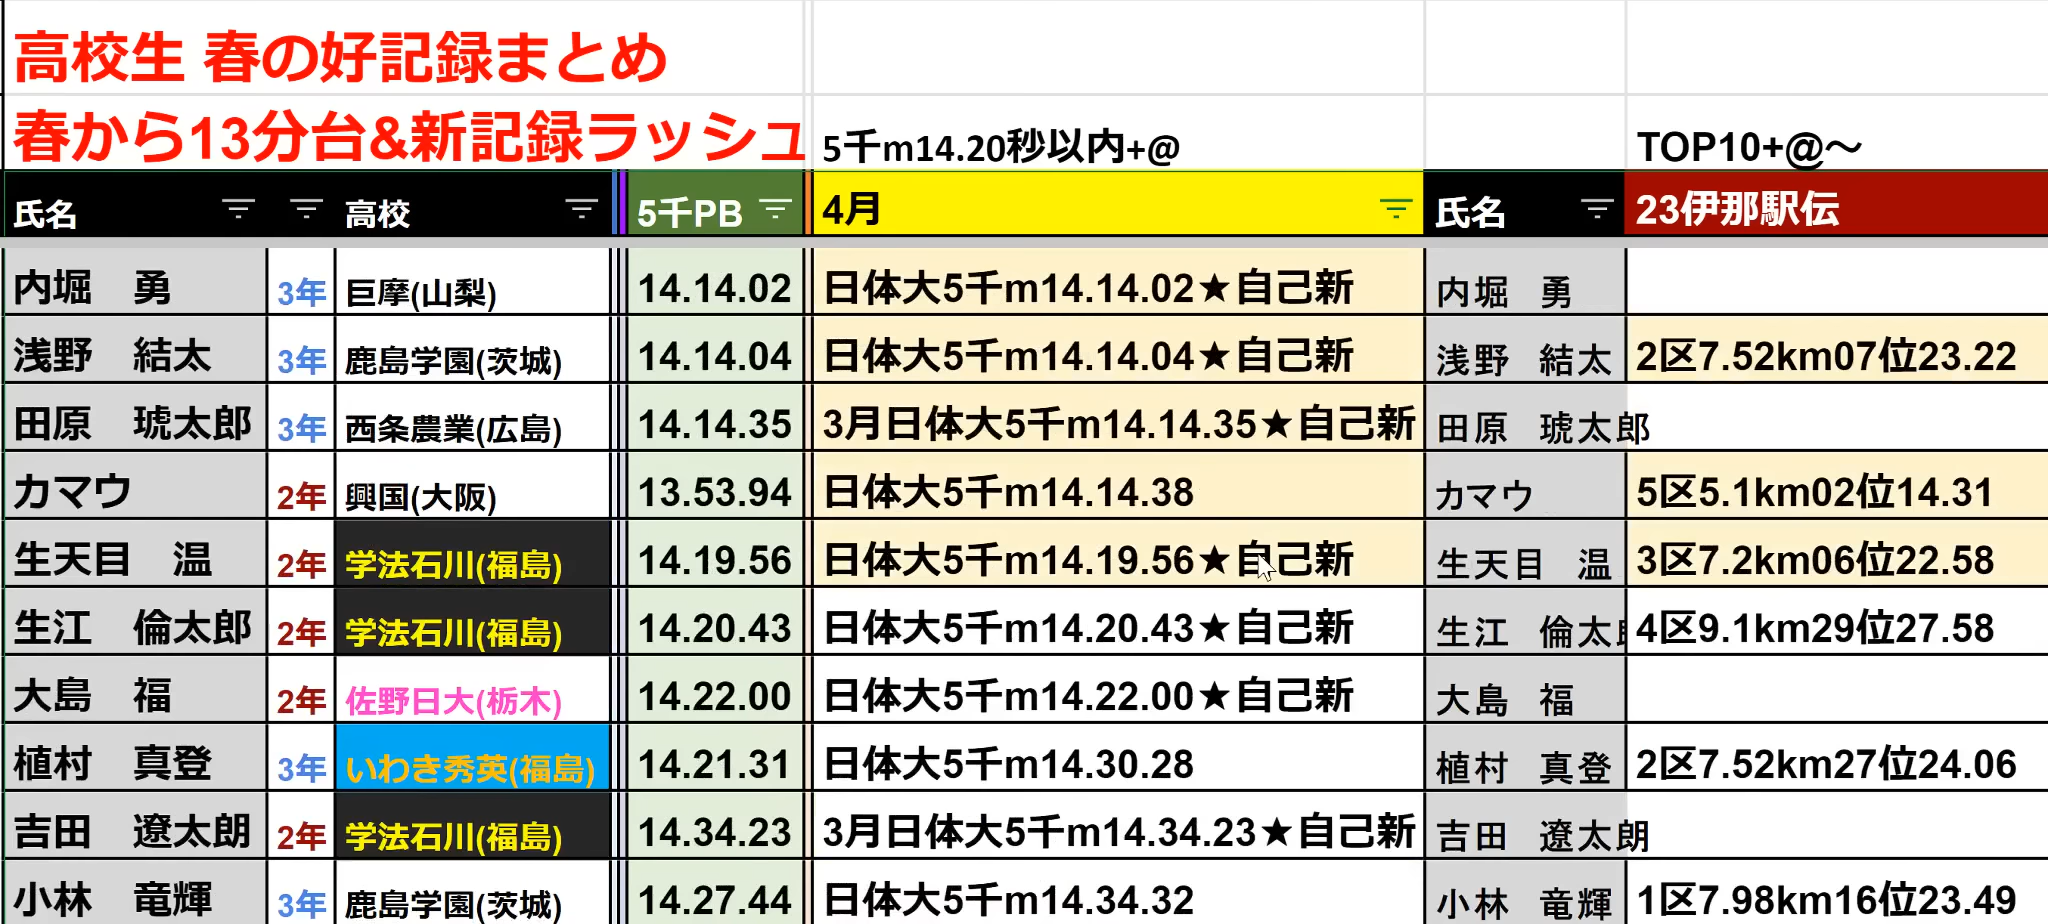 高校生 春の好記録まとめ
春から13分台&新記録ラッシュ 5千m14.20秒以内+@ TOP10+@～
氏名 高校 5千PB 4月 氏名 23伊那駅伝
内堀　勇 3年 巨摩(山梨) 14.14.02 日体大5千m14.14.02★自己新 内堀　勇
浅野　結太 3年 鹿島学園(茨城) 14.14.04 日体大5千m14.14.04★自己新 浅野　結太 2区7.52km07位23.22
田原　琥太郎 3年 西条農業(広島) 14.14.35 3月日体大5千m14.14.35★自己新 田原　琥太郎
カマウ 2年 興国(大阪) 13.53.94 日体大5千m14.14.38 カマウ 5区5.1km02位14.31
生天目　温 2年 学法石川(福島) 14.19.56 日体大5千m14.19.56★自己新 生天目　温 3区7.2km06位22.58
生江　倫太郎 2年 学法石川(福島) 14.20.43 日体大5千m14.20.43★自己新 生江　倫太 4区9.1km29位27.58
大島　福 2年 佐野日大(栃木) 14.22.00 日体大5千m14.22.00★自己新 大島　福
植村　真登 3年 いわき秀英(福島) 14.21.31 日体大5千m14.30.28 植村　真登 2区7.52km27位24.06
吉田　遼太朗 2年 学法石川(福島) 14.34.23 3月日体大5千m14.34.23★自己新 吉田　遼太朗
小林　竜輝 3年 鹿島学園(茨城) 14.27.44 日体大5千m14.34.32 小林　竜輝 1区7.98km16位23.49